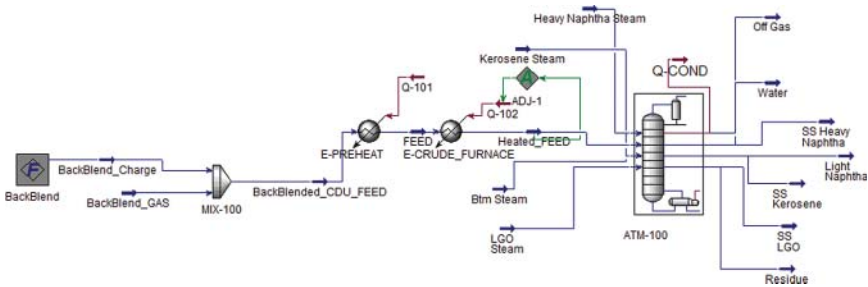 Heavy Naphtha Steam
Off Gas
Kerosene Steam
Q-COND
Q-101
A
ADJ-1
Water
Q-102
FEED
Heated_FEED
SS Heavy
Naphtha
E-PREHEAT
E-CRUDE_FURNACE
BackBlend_Charge
Light
Naphtha
F
BackBlended_CDU_FEED
BackBlend
BackBlend_GAS
MIX-100
Btm Steam
SS
Kerosene
LGO
Steam
ATM-100
SS
LGO
Residue